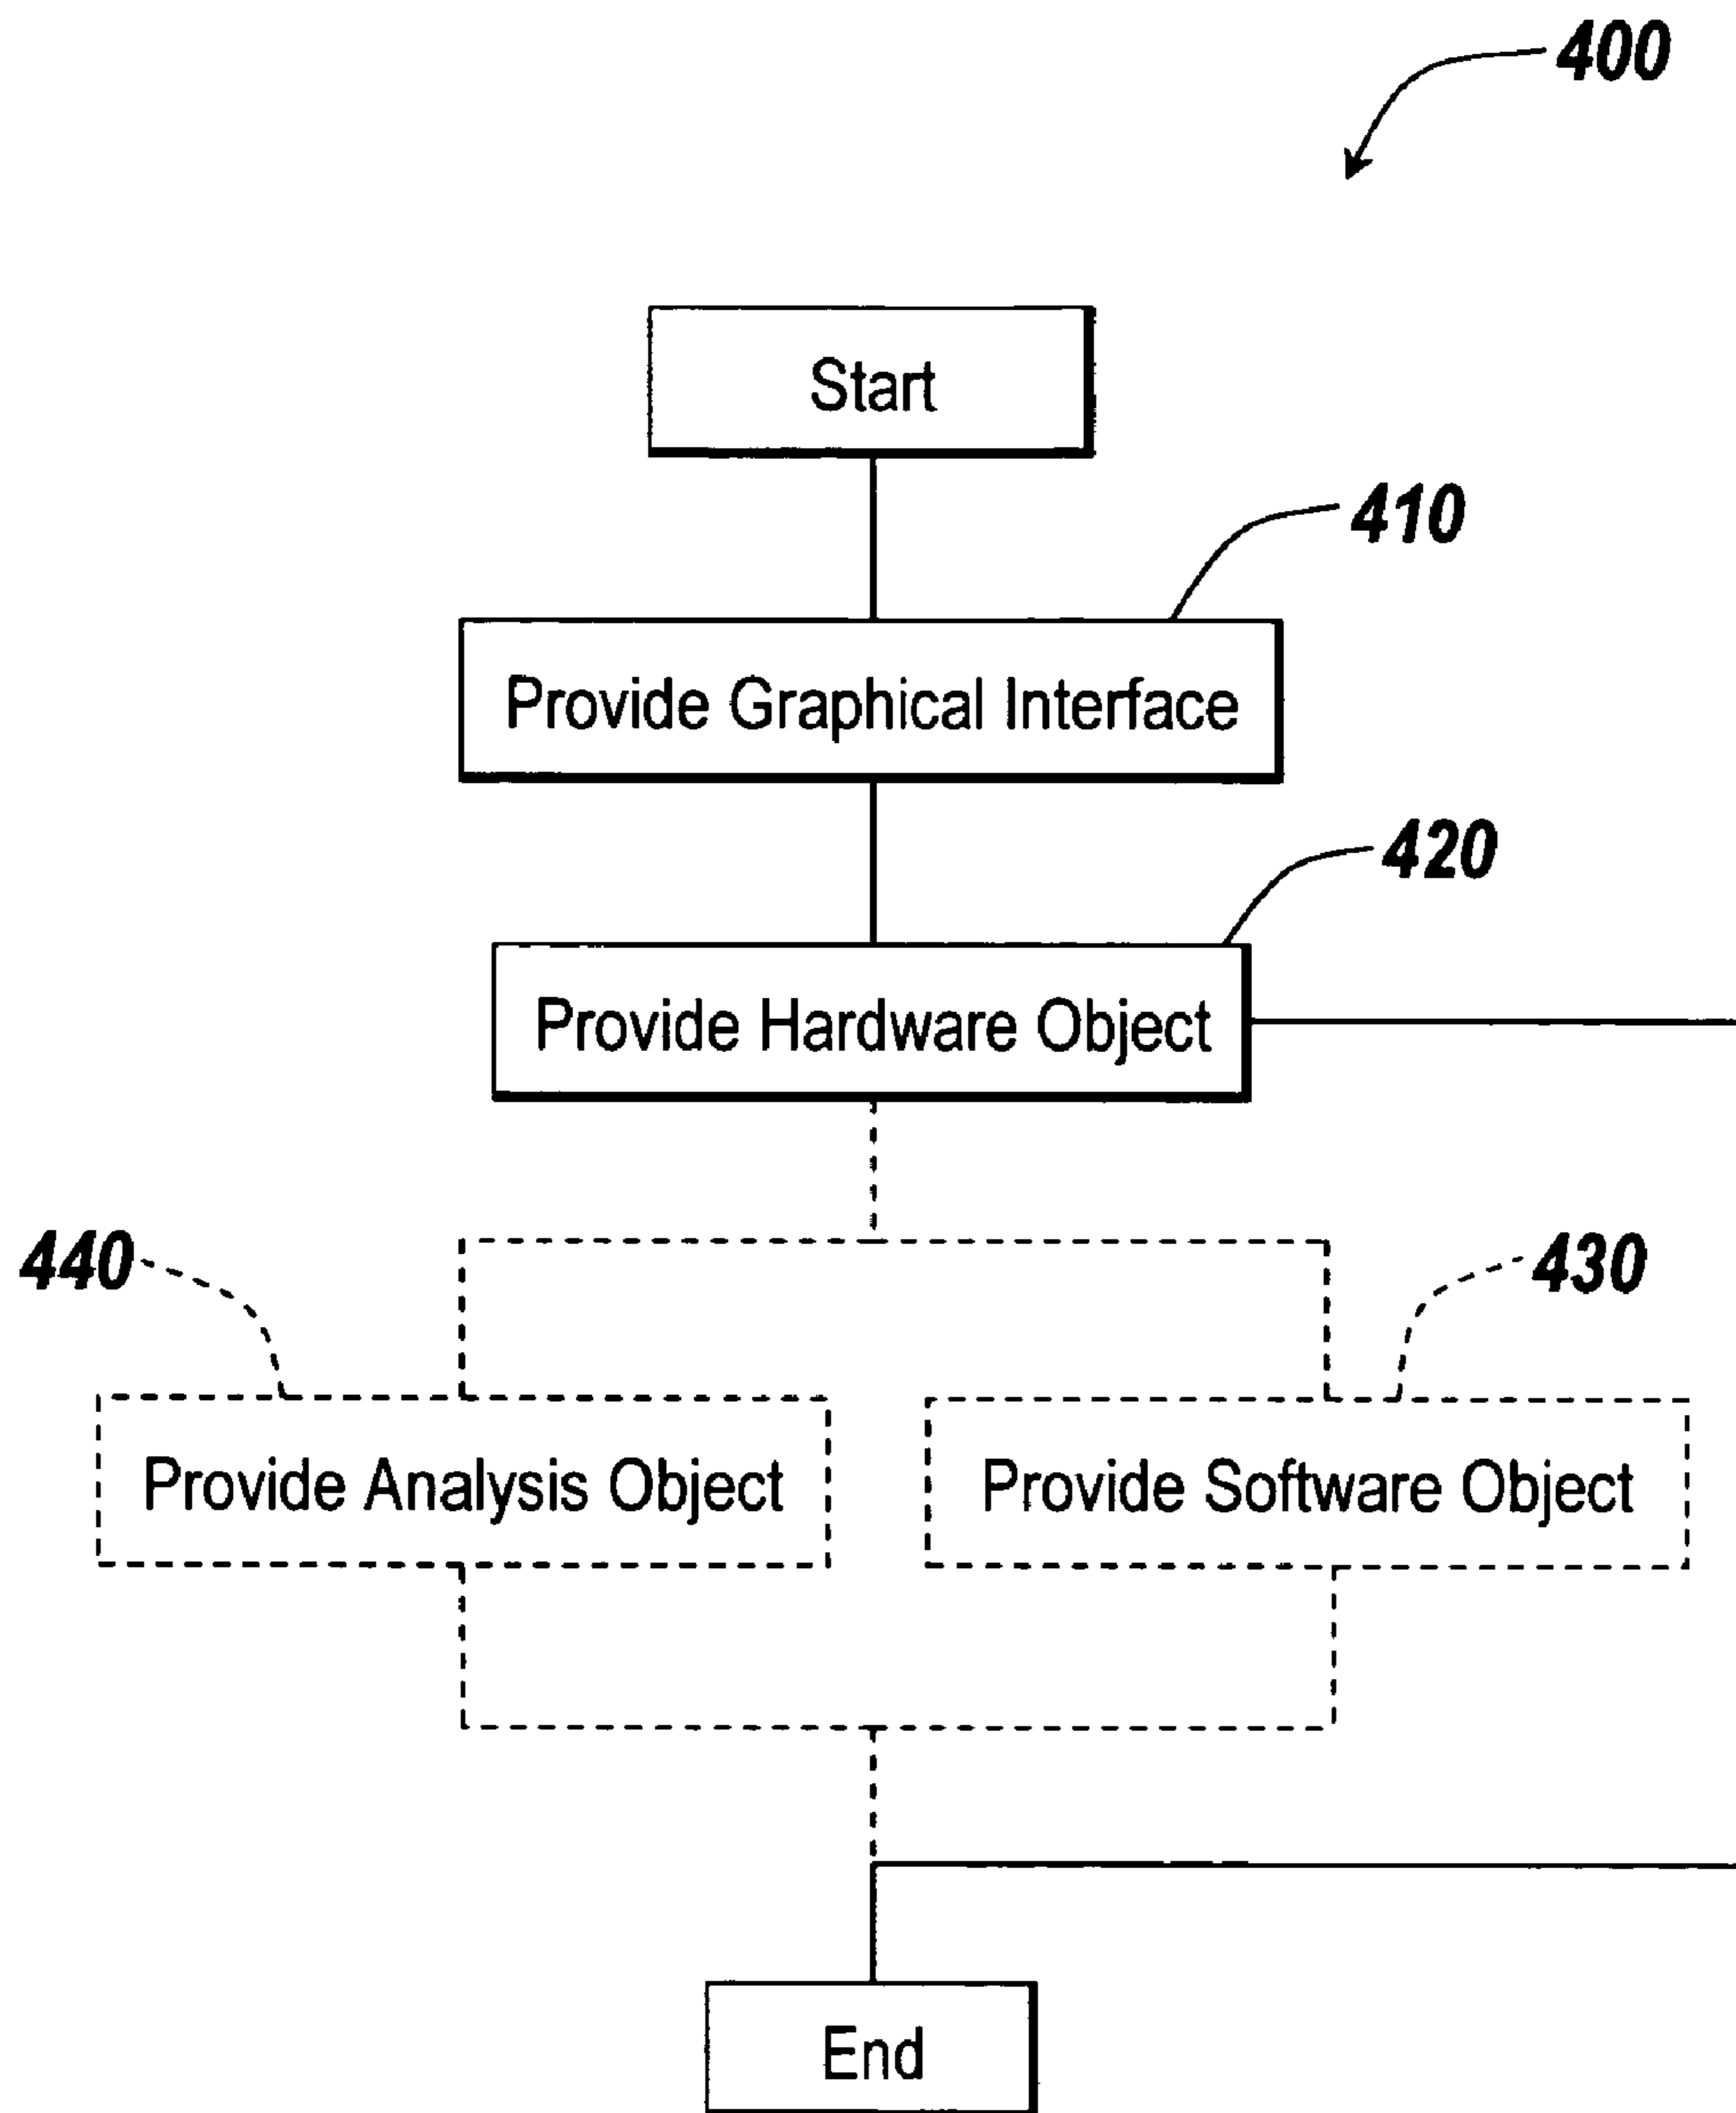 400
Start
410
Provide Graphical Interface
420
Provide Hardware Object
440
430
Provide Analysis Object
Provide Software Object
End